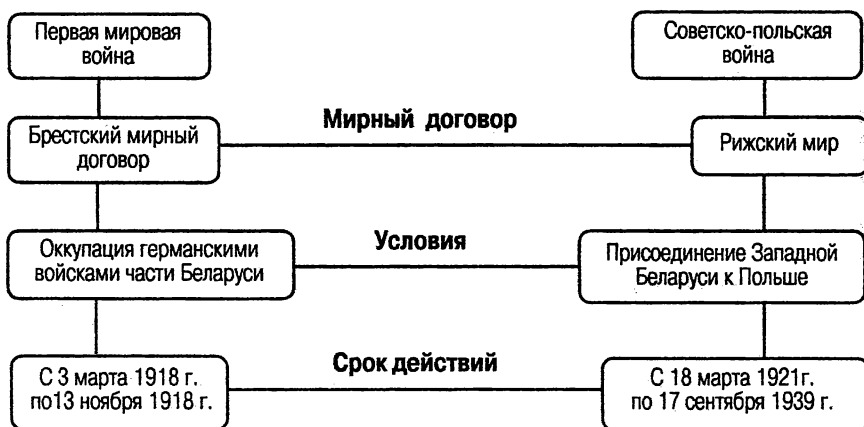 Первая мировая
война
Советско-польская
война
Мирный договор
Брестский мирный
договор
Рижский мир
Условия
Оккупация германскими
войсками части Беларуси
Присоединение Западной
Беларуси к Польше
Срок действий
С 3 марта 1918 г.
по13 ноября 1918 г.
С 18 марта 1921г.
по 17 сентября 1939 г.